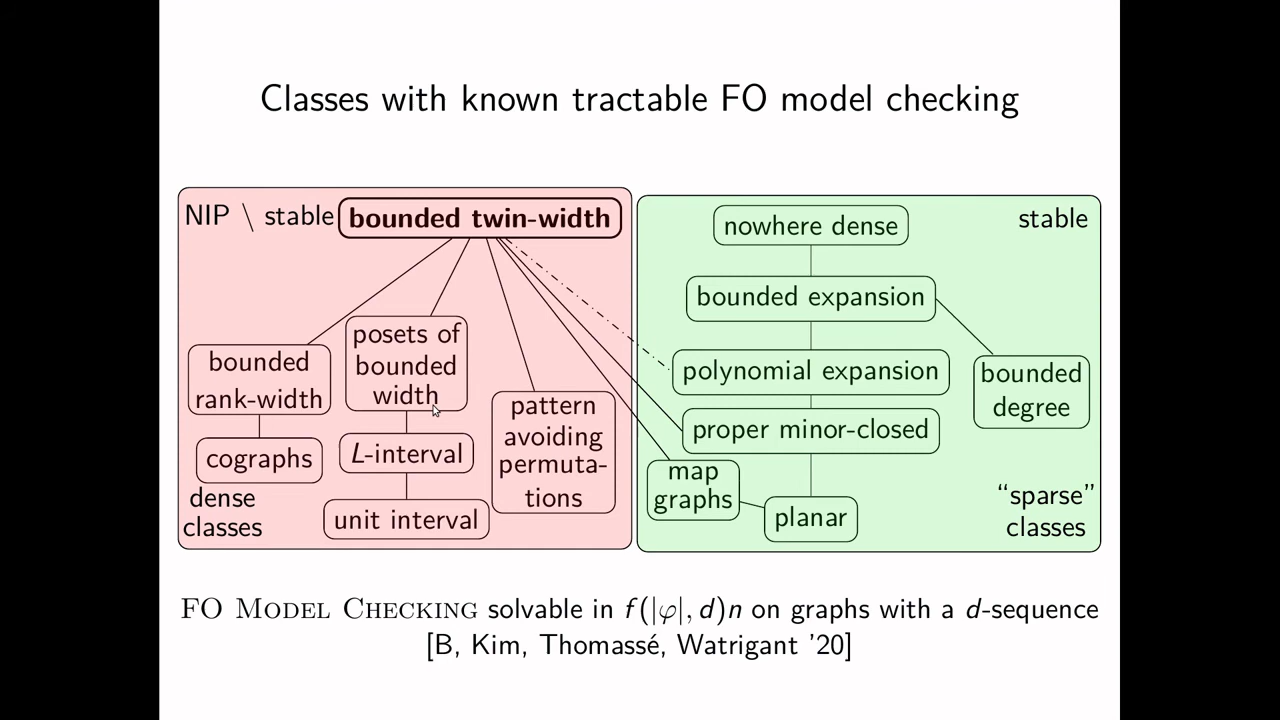 Classes with known tractable FO model checking
NIP \ stable
bounded twin-width
bounded
rank-width
cographs
dense
classes
posets of
bounded
width
L-interval
unit interval
pattern
avoiding
permuta-
tions
nowhere dense
stable
bounded expansion
polynomial expansion
bounded
degree
proper minor-closed
map
graphs
planar
“sparse”
classes
FO Model Checking solvable in f(|φ|, d)n on graphs with a d-sequence
[B, Kim, Thomassé, Watrigant ’20]